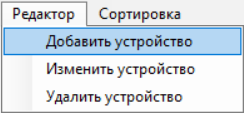 Редактор Сортировка
Добавить устройство
Изменить устройство
Удалить устройство